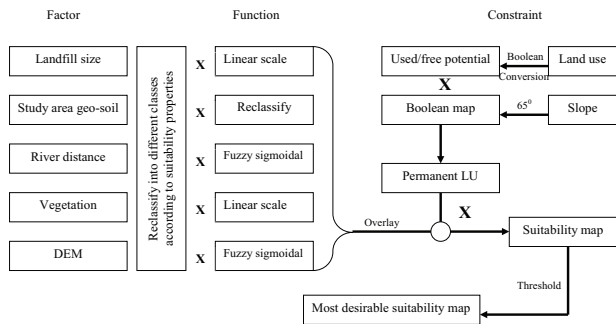 Factor
Function
Constraint
Landfill size
X
Linear scale
Used/free potential
Boolean
Conversion
Land use
Study area geo-soil
X
Reclassify
X
Boolean map
65⁰
Slope
Reclassify into different classes
according to suitability properties
River distance
X
Fuzzy sigmoidal
Permanent LU
Vegetation
X
Linear scale
Overlay
X
Suitability map
DEM
X
Fuzzy sigmoidal
Threshold
Most desirable suitability map